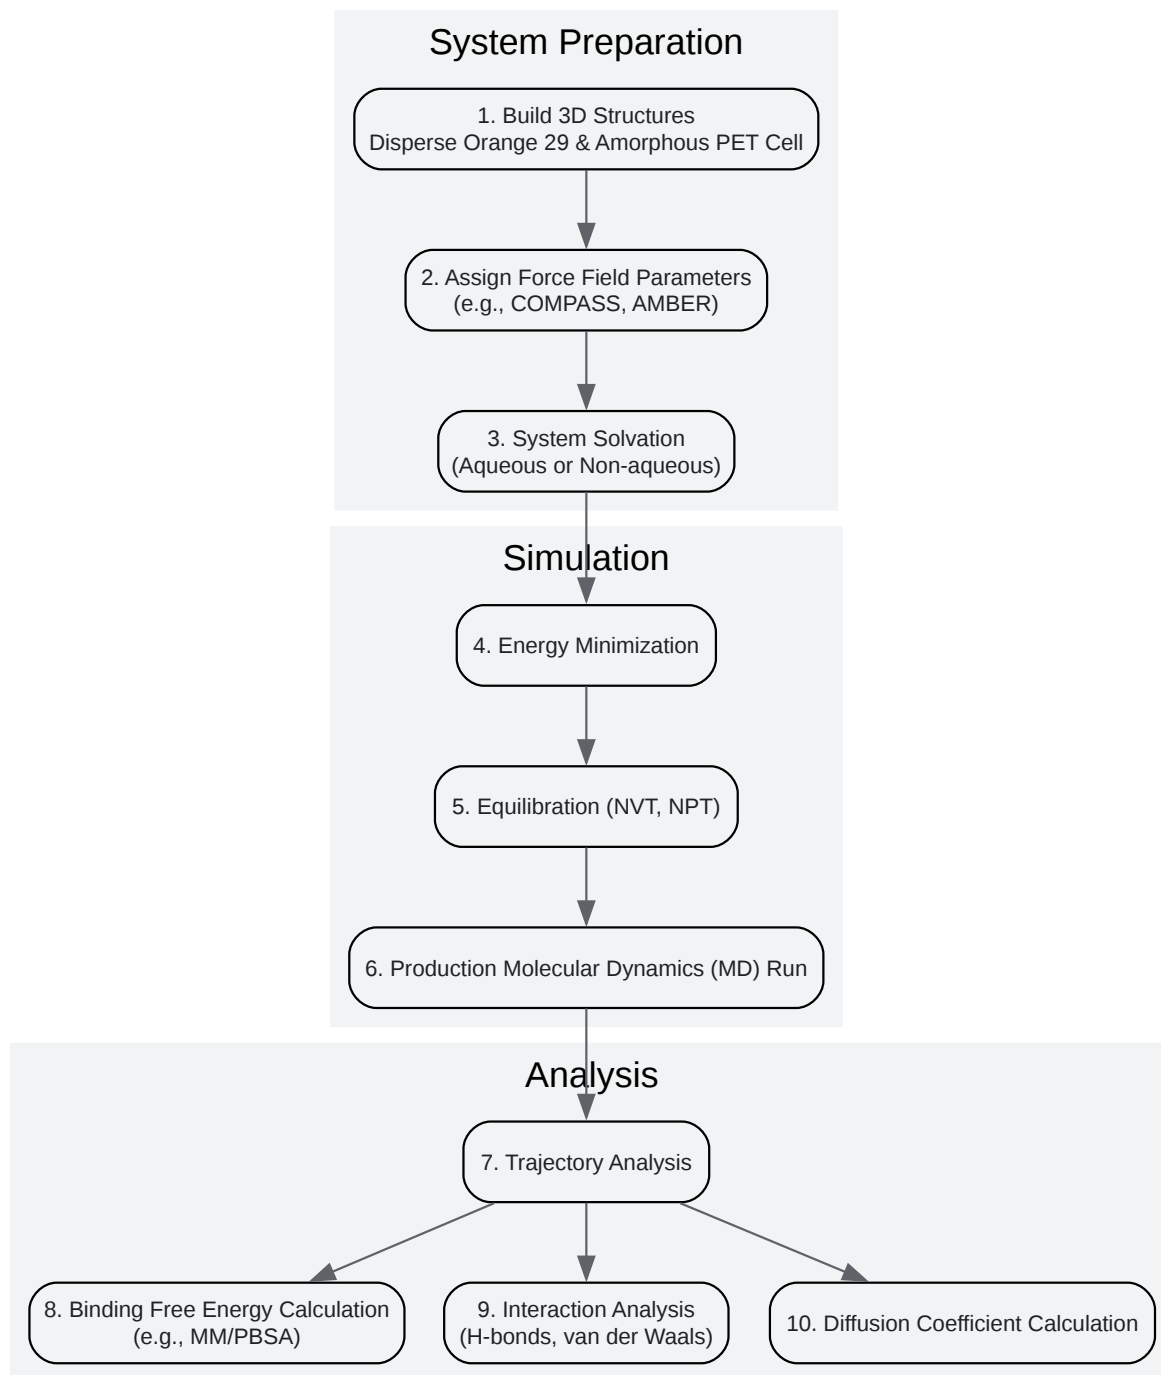 System Preparation
1. Build 3D Structures
Disperse Orange 29 & Amorphous PET Cell
2. Assign Force Field Parameters
(e.g., COMPASS, AMBER)
3. System Solvation
(Aqueous or Non-aqueous)
Simulation
4. Energy Minimization
5. Equilibration (NVT, NPT)
6. Production Molecular Dynamics (MD) Run
Analysis
7. Trajectory Analysis
8. Binding Free Energy Calculation
(e.g., MM/PBSA)
9. Interaction Analysis
(H-bonds, van der Waals)
10. Diffusion Coefficient Calculation